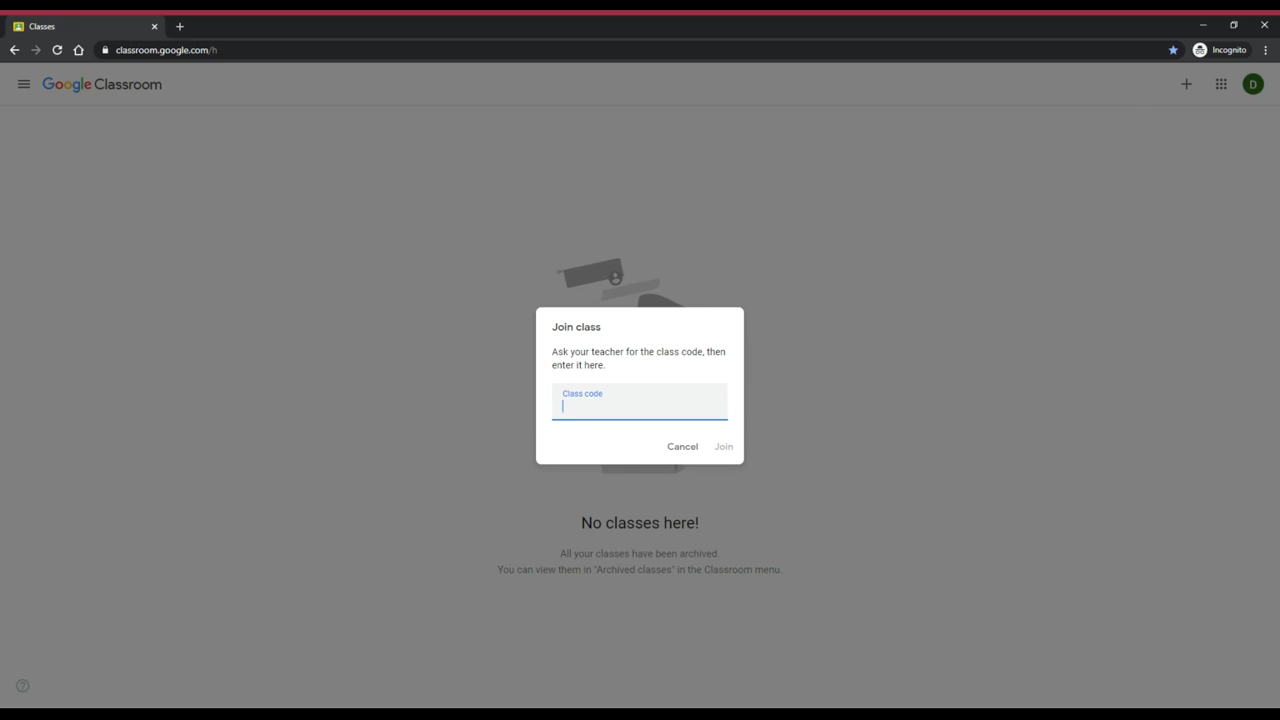 Classes
classroom.google.com/h
Incognito
Google Classroom
D
Join class
Ask your teacher for the class code, then
enter it here.
Class code
Cancel
Join
No classes here!
All your classes have been archived.
You can view them in "Archived classes" in the Classroom menu.